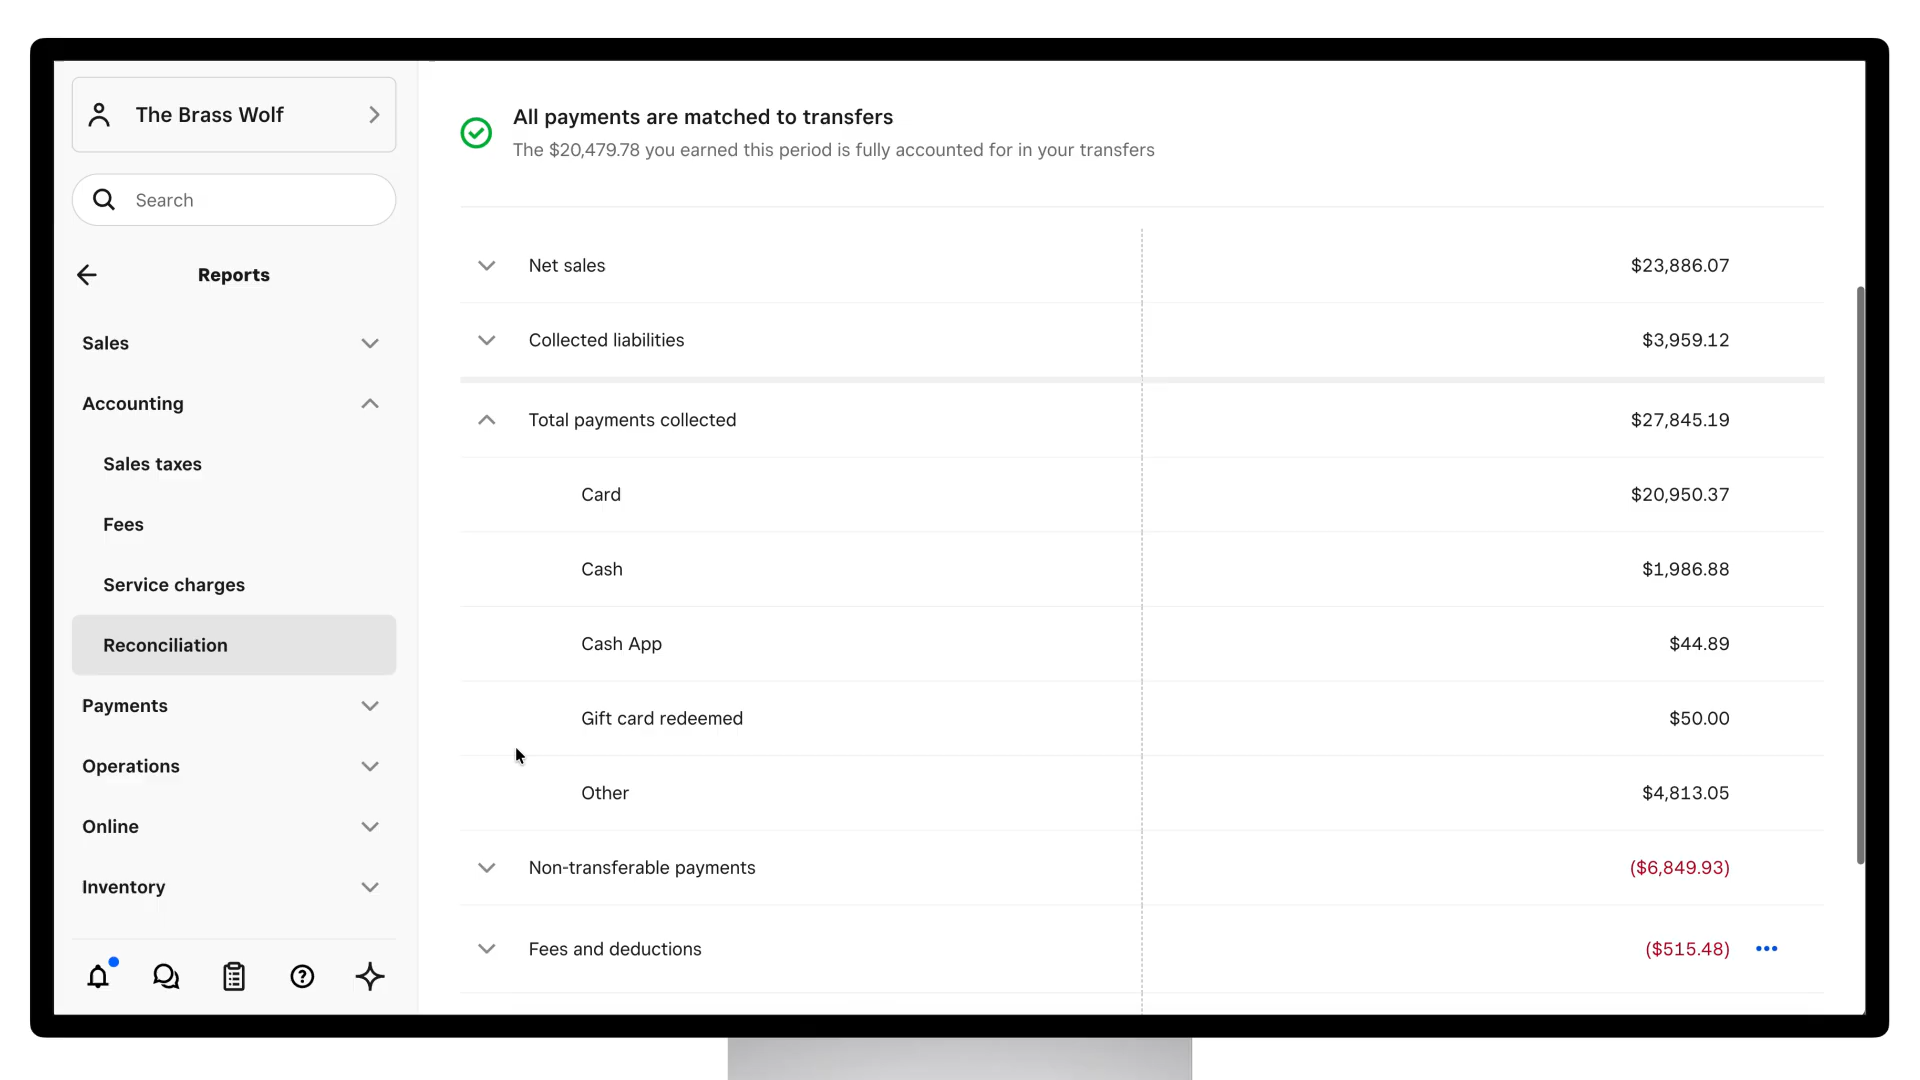 The Brass Wolf
Search
Reports
Sales
Accounting
Sales taxes
Fees
Service charges
Reconciliation
Payments
Operations
Online
Inventory
All payments are matched to transfers
The $20,479.78 you earned this period is fully accounted for in your transfers
Net sales $23,886.07
Collected liabilities $3,959.12
Total payments collected $27,845.19
Card $20,950.37
Cash $1,986.88
Cash App $44.89
Gift card redeemed $50.00
Other $4,813.05
Non-transferable payments ($6,849.93)
Fees and deductions ($515.48)